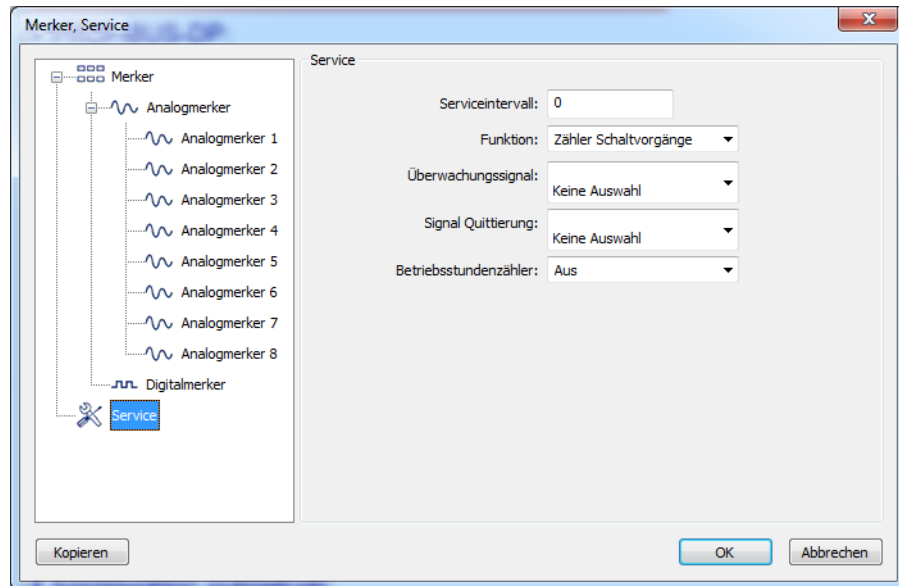 Merker, Service
Merker
Analogmerker
Analogmerker 1
Analogmerker 2
Analogmerker 3
Analogmerker 4
Analogmerker 5
Analogmerker 6
Analogmerker 7
Analogmerker 8
Digitalmerker
Service
Service
Serviceintervall: 0
Funktion: Zähler Schaltvorgänge
Überwachungssignal: Keine Auswahl
Signal Quittierung: Keine Auswahl
Betriebsstundenzähler: Aus
Kopieren
OK
Abbrechen